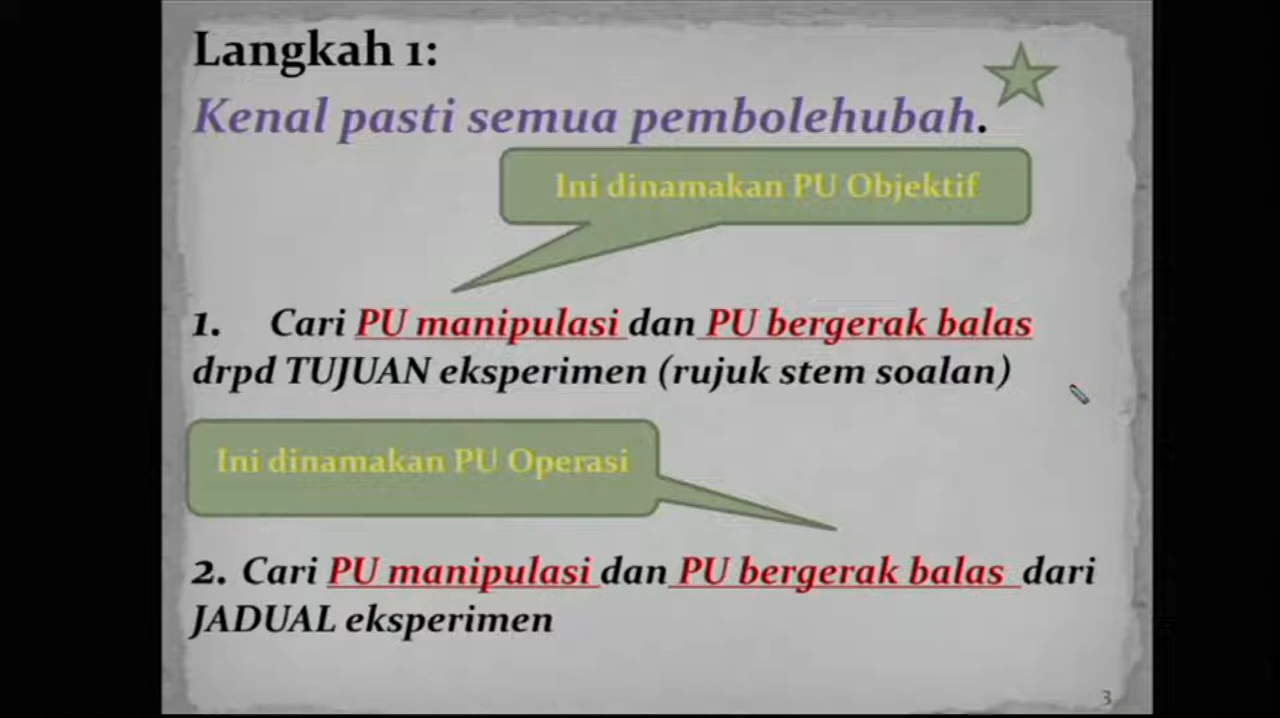 Langkah 1:
Kenal pasti semua pembolehubah.
Ini dinamakan PU Objektif
1. Cari PU manipulasi dan PU bergerak balas
drpd TUJUAN eksperimen (rujuk stem soalan)
Ini dinamakan PU Operasi
2. Cari PU manipulasi dan PU bergerak balas dari
JADUAL eksperimen
3